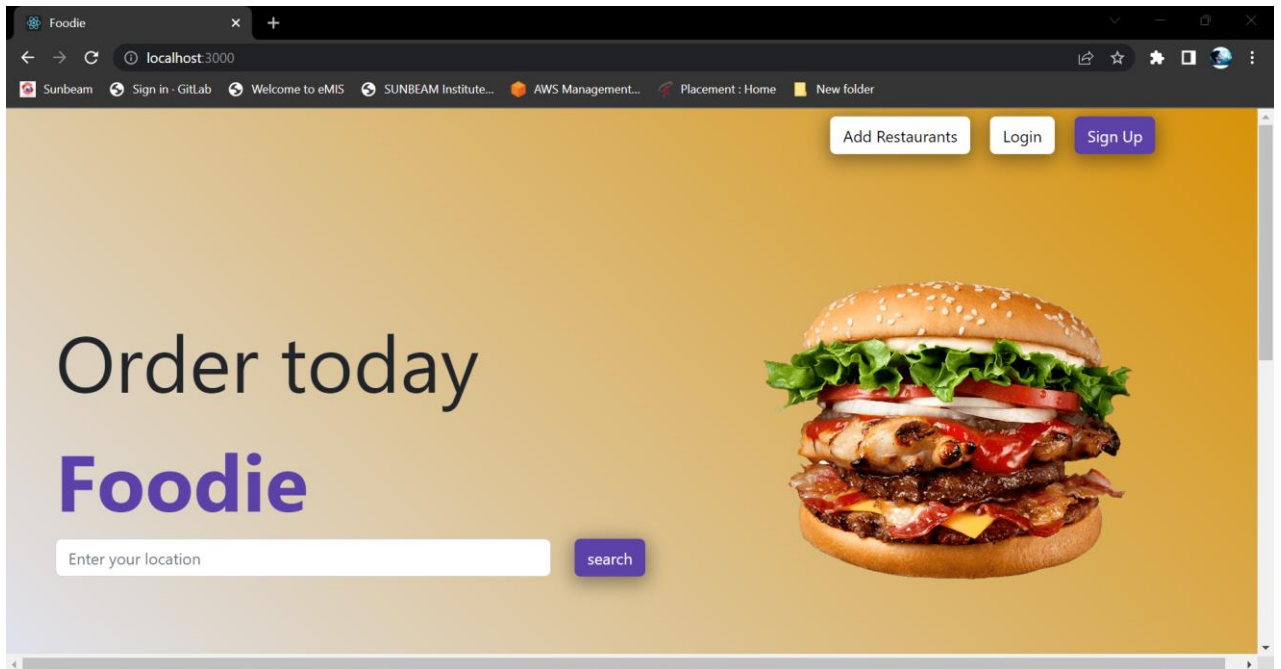 Foodie
localhost:3000
Sunbeam Sign in · GitLab Welcome to eMIS SUNBEAM Institute... AWS Management... Placement : Home New folder
Add Restaurants Login Sign Up
Order today
Foodie
Enter your location search